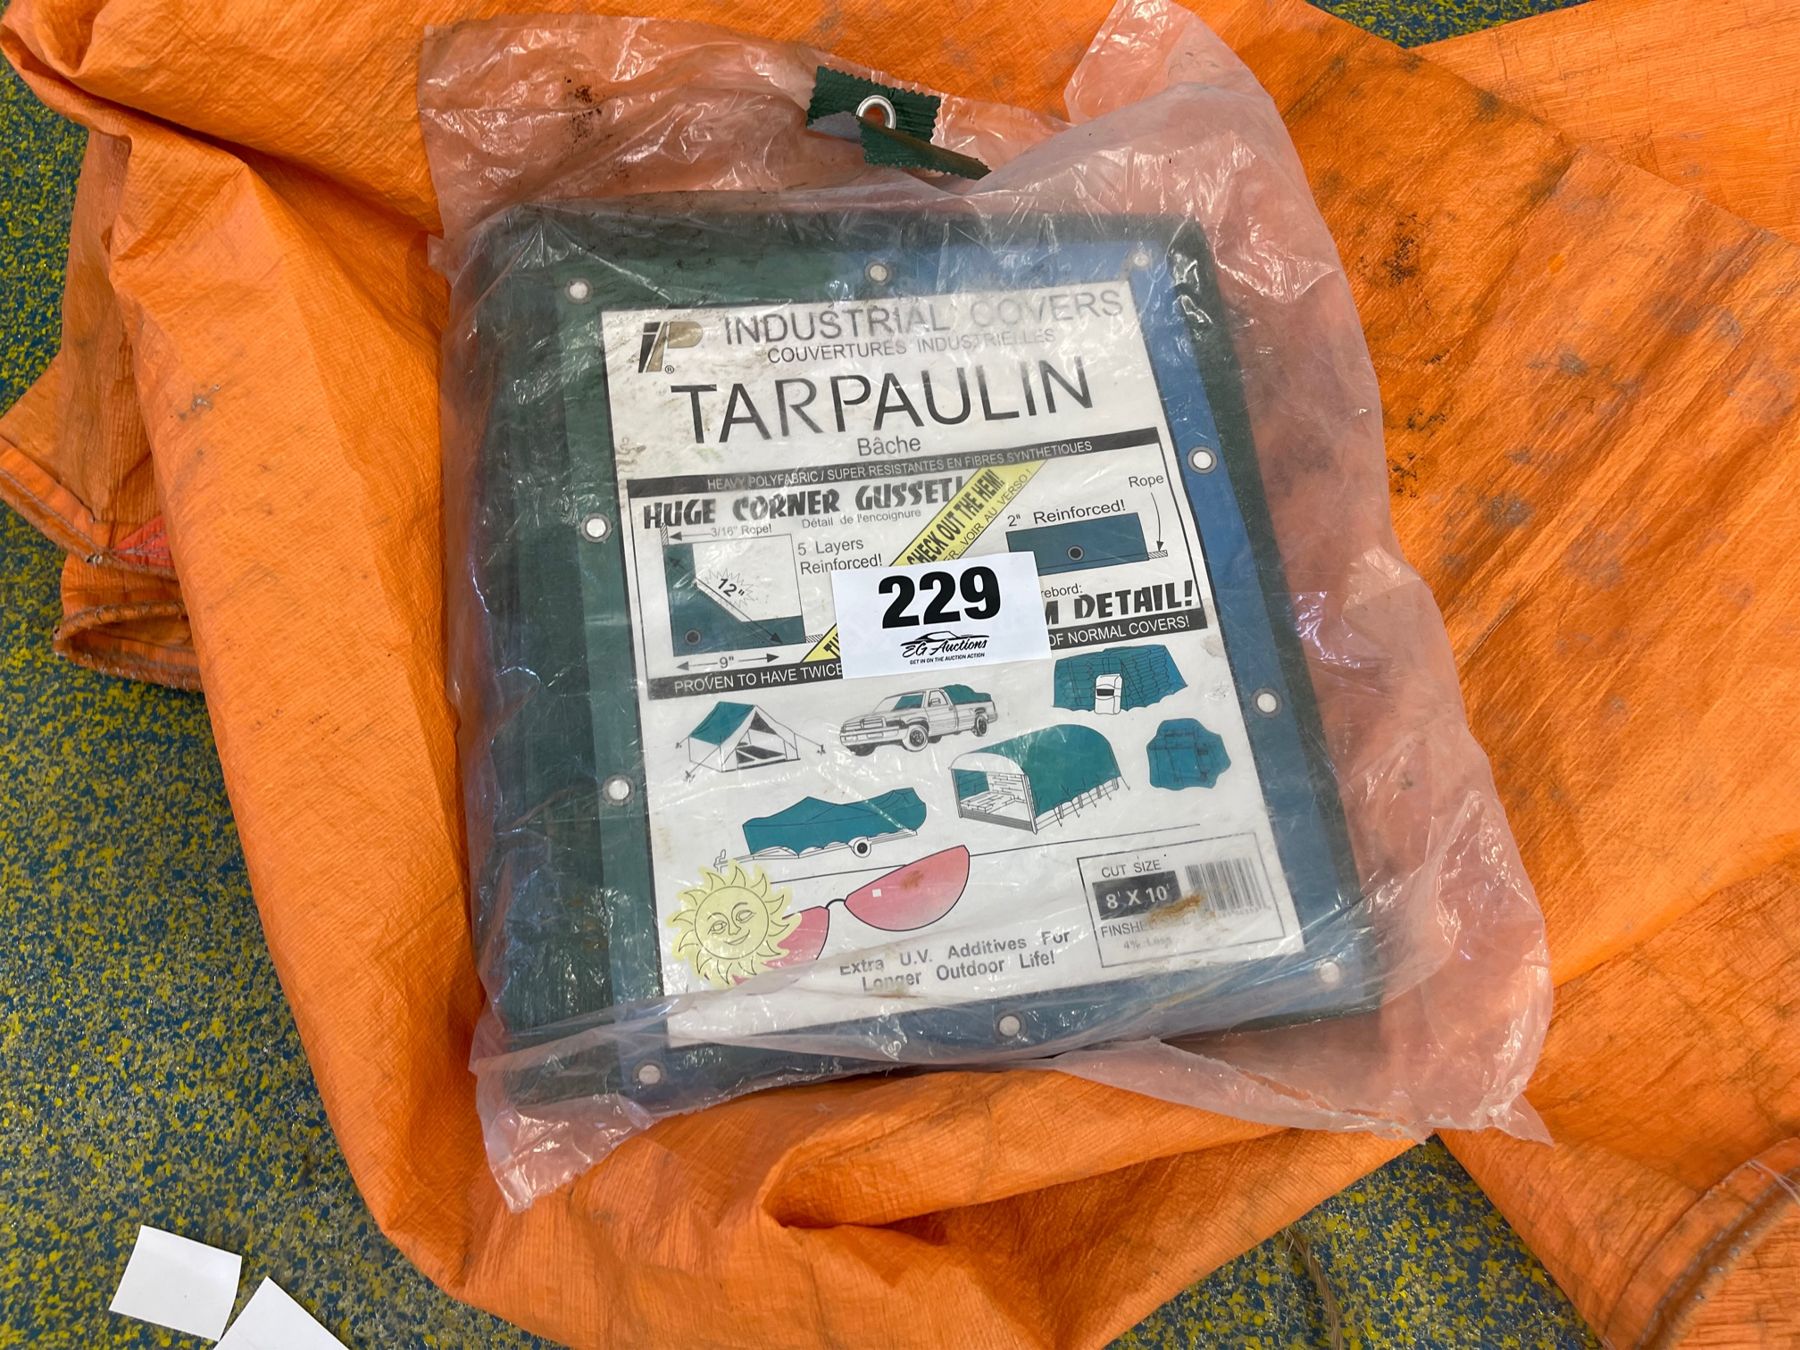 iP®
INDUSTRIAL COVERS
COUVERTURES INDUSTRIELLES
TARPAULIN
Bâche
HEAVY POLYFABRIC / SUPER RESISTANTES EN FIBRES SYNTHETIQUES
HUGE CORNER GUSSET!
Détail de l'encoignure
3/16" Rope!
5 Layers
Reinforced!
12"
9"
CHECK OUT THE HEM!
VOIR AU VERSO!
Rope
2" Reinforced!
rebord:
DETAIL!
PROVEN TO HAVE TWICE
OF NORMAL COVERS!
229
EG Auctions
GET IN ON THE AUCTION ACTION
CUT SIZE
8' X 10'
4% Less
Extra U.V. Additives For
Longer Outdoor Life!